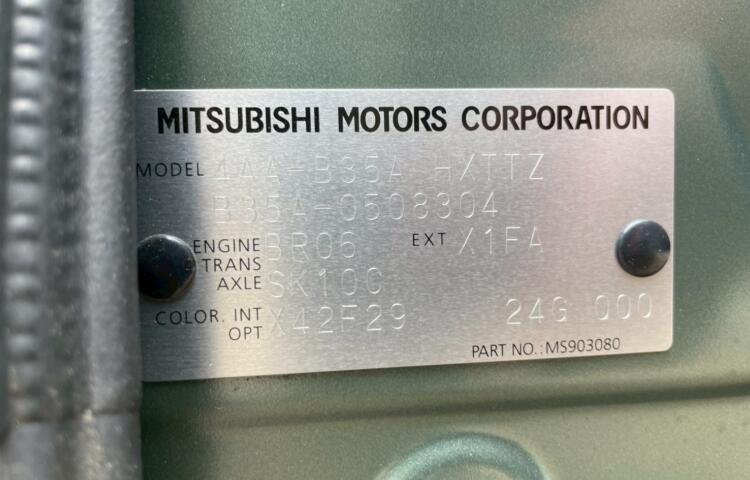 MITSUBISHI MOTORS CORPORATION
MODEL 4AA-B35A HXTTZ
B35A-0508304
ENGINE BR06 EXT X1FA
TRANS
AXLE SK10C
COLOR. INT X42F29 24G 000
OPT
PART NO.:MS903080